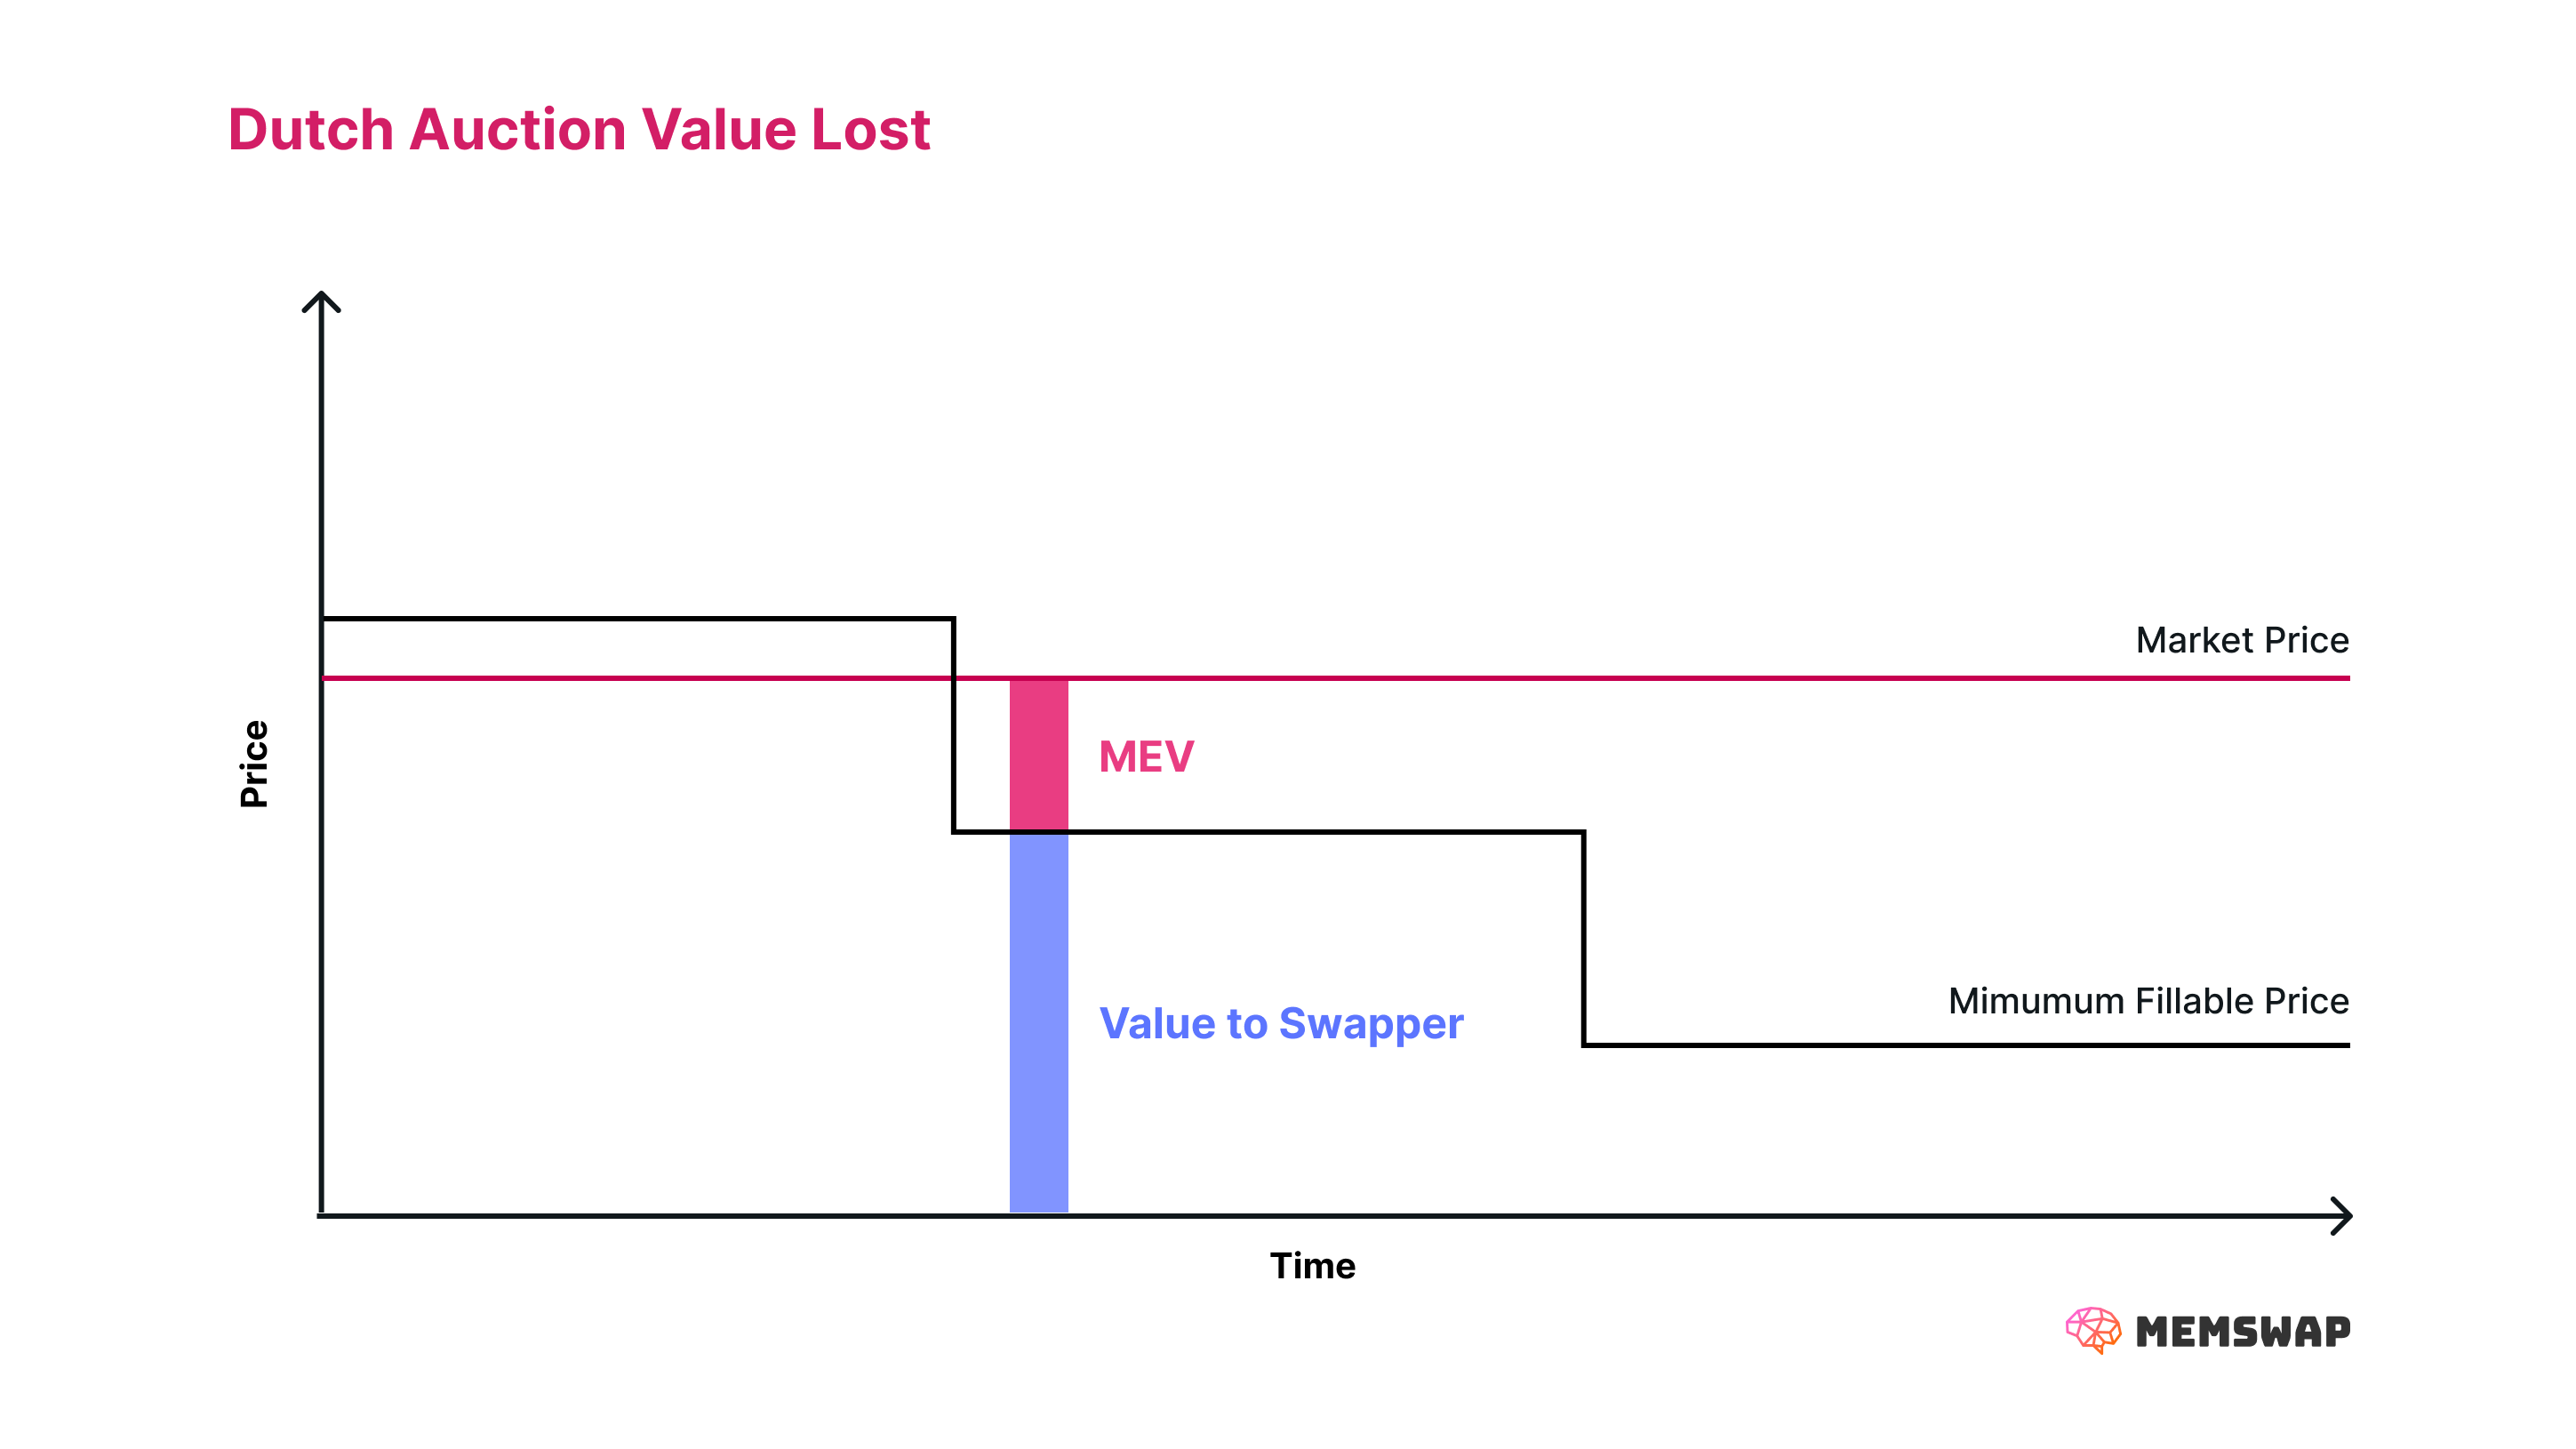 Dutch Auction Value Lost
Market Price
Price
MEV
Mimumum Fillable Price
Value to Swapper
Time
MEMSWAP